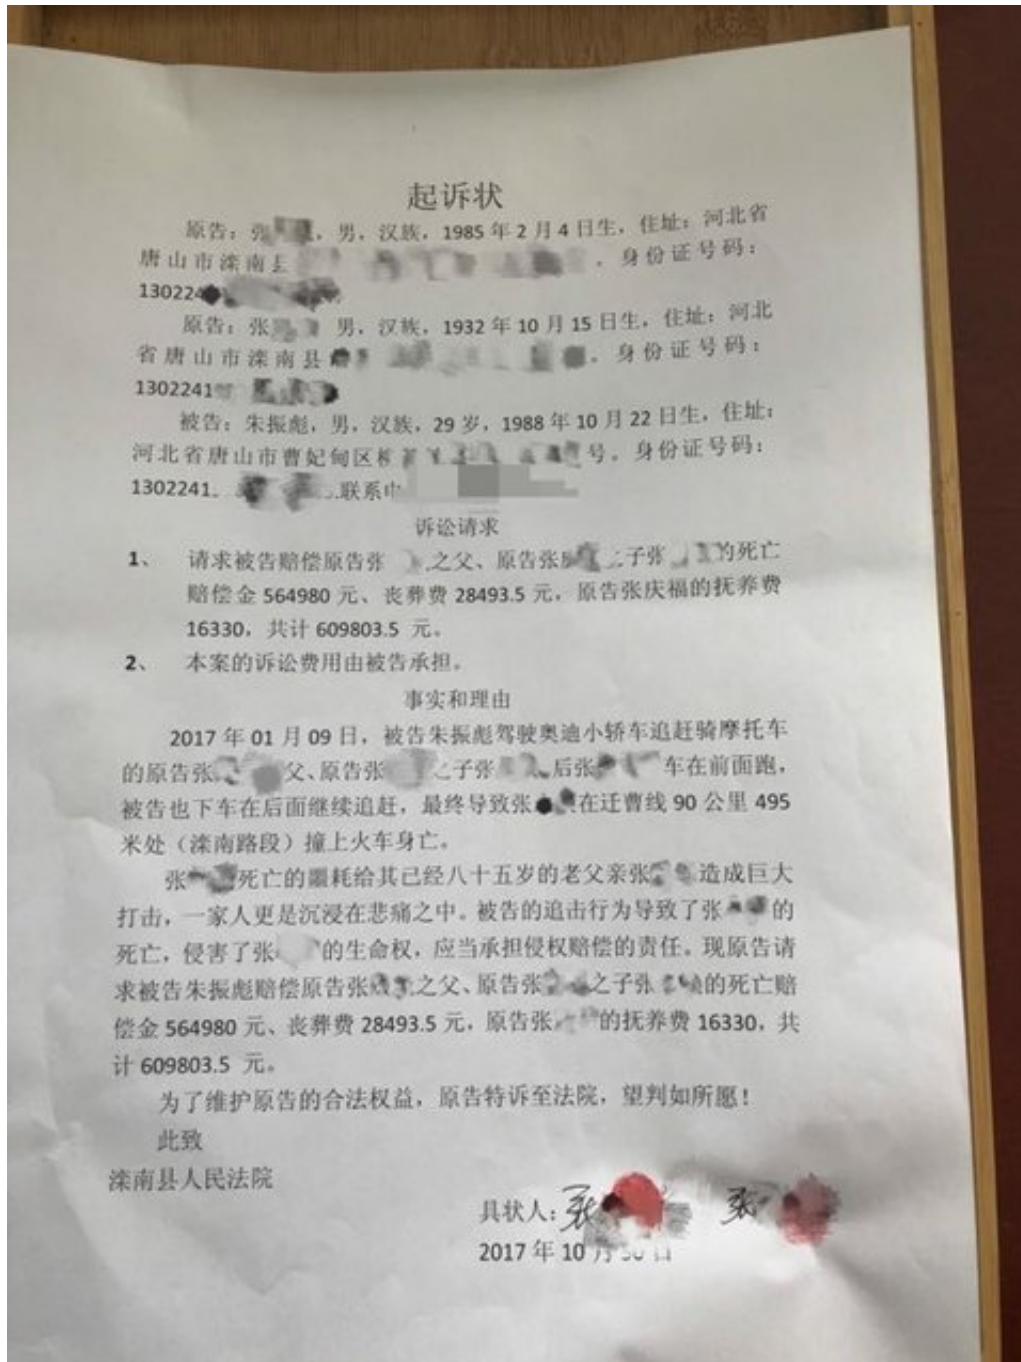 起诉状
原告：张 ，男，汉族，1985 年 2 月 4 日生，住址：河北省
唐山市滦南县 。身份证号码：
130224
原告：张 男，汉族，1932 年 10 月 15 日生，住址：河北
省唐山市滦南县 。身份证号码：
1302241
被告：朱振彪，男，汉族，29 岁，1988 年 10 月 22 日生，住址：
河北省唐山市曹妃甸区 号。身份证号码：
1302241 联系
诉讼请求
1、 请求被告赔偿原告张 之父、原告张 之子张 的死亡
赔偿金 564980 元、丧葬费 28493.5 元，原告张庆福的抚养费
16330，共计 609803.5 元。
2、 本案的诉讼费用由被告承担。
事实和理由
2017 年 01 月 09 日，被告朱振彪驾驶奥迪小轿车追赶骑摩托车
的原告张 父、原告张 之子张 后张 车在前面跑，
被告也下车在后面继续追赶，最终导致张 在迁曹线 90 公里 495
米处（滦南路段）撞上火车身亡。
张 死亡的噩耗给其已经八十五岁的老父亲张 造成巨大
打击，一家人更是沉浸在悲痛之中。被告的追击行为导致了张 的
死亡，侵害了张 的生命权，应当承担侵权赔偿的责任。现原告请
求被告朱振彪赔偿原告张 之父、原告张 之子张 的死亡赔
偿金 564980 元、丧葬费 28493.5 元，原告张 的抚养费 16330，共
计 609803.5 元。
为了维护原告的合法权益，原告特诉至法院，望判如所愿！
此致
滦南县人民法院
具状人：张 张
2017 年 10 月 日